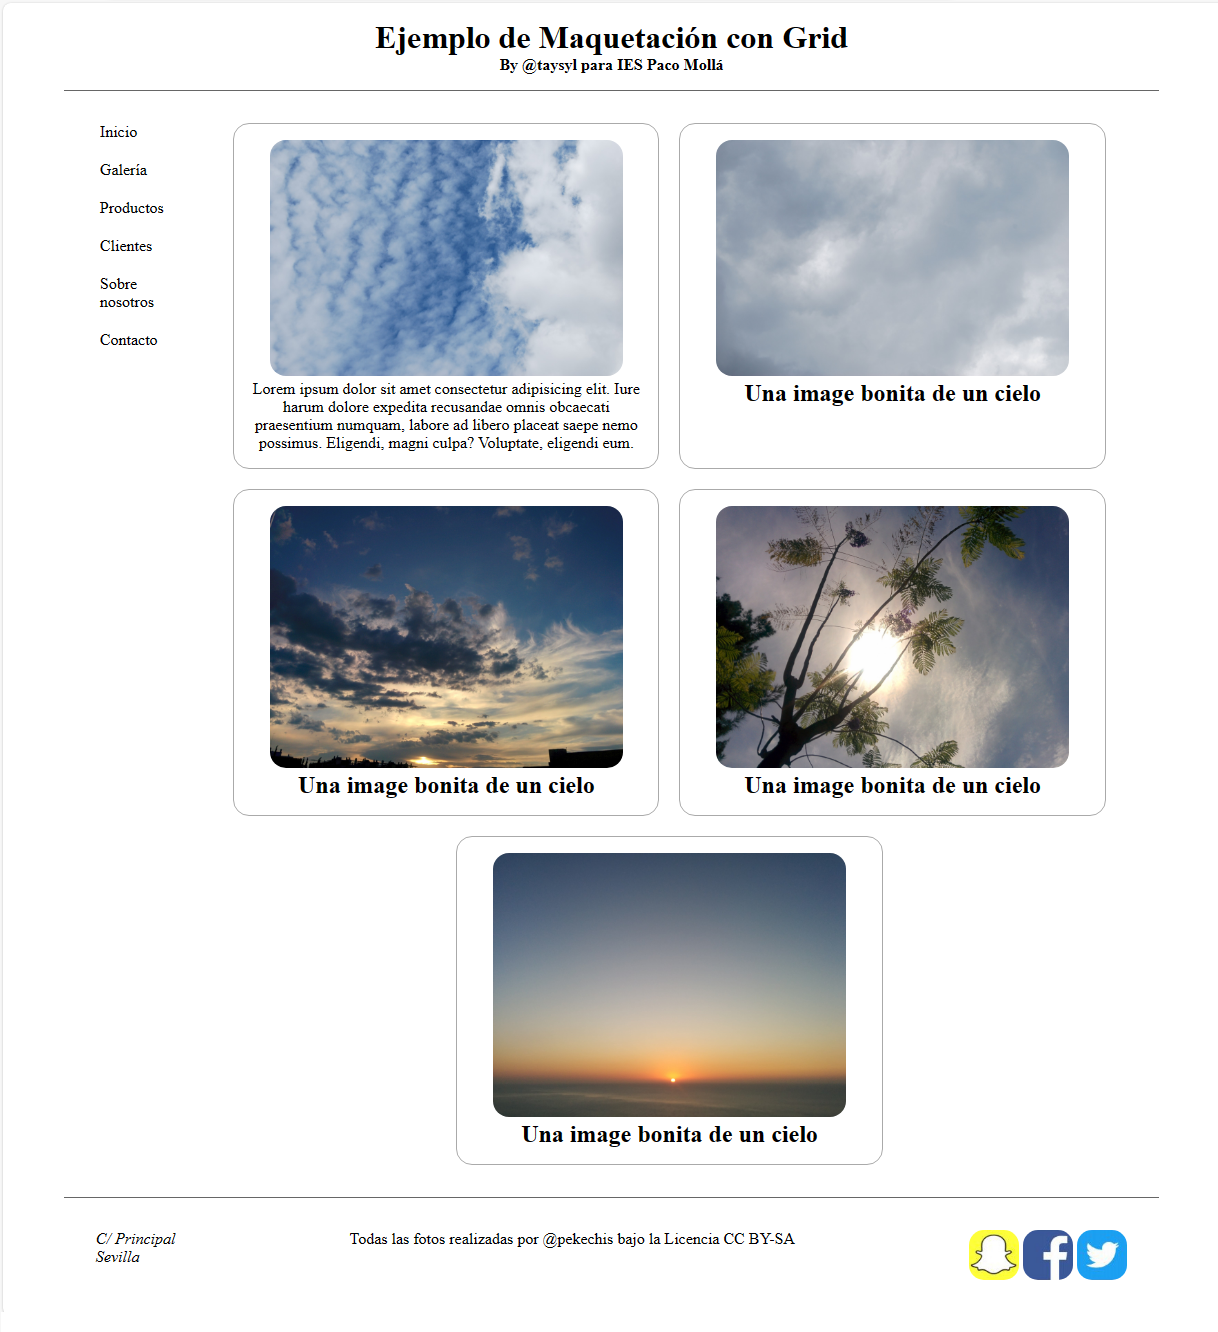 Ejemplo de Maquetación con Grid
By @taysyl para IES Paco Mollá
Inicio
Galería
Productos
Clientes
Sobre
nosotros
Contacto
Lorem ipsum dolor sit amet consectetur adipisicing elit. Iure
harum dolore expedita recusandae omnis obcaecati
praesentium numquam, labore ad libero placeat saepe nemo
possimus. Eligendi, magni culpa? Voluptate, eligendi eum.
Una image bonita de un cielo
Una image bonita de un cielo
Una image bonita de un cielo
Una image bonita de un cielo
C/ Principal
Sevilla
Todas las fotos realizadas por @pekechis bajo la Licencia CC BY-SA